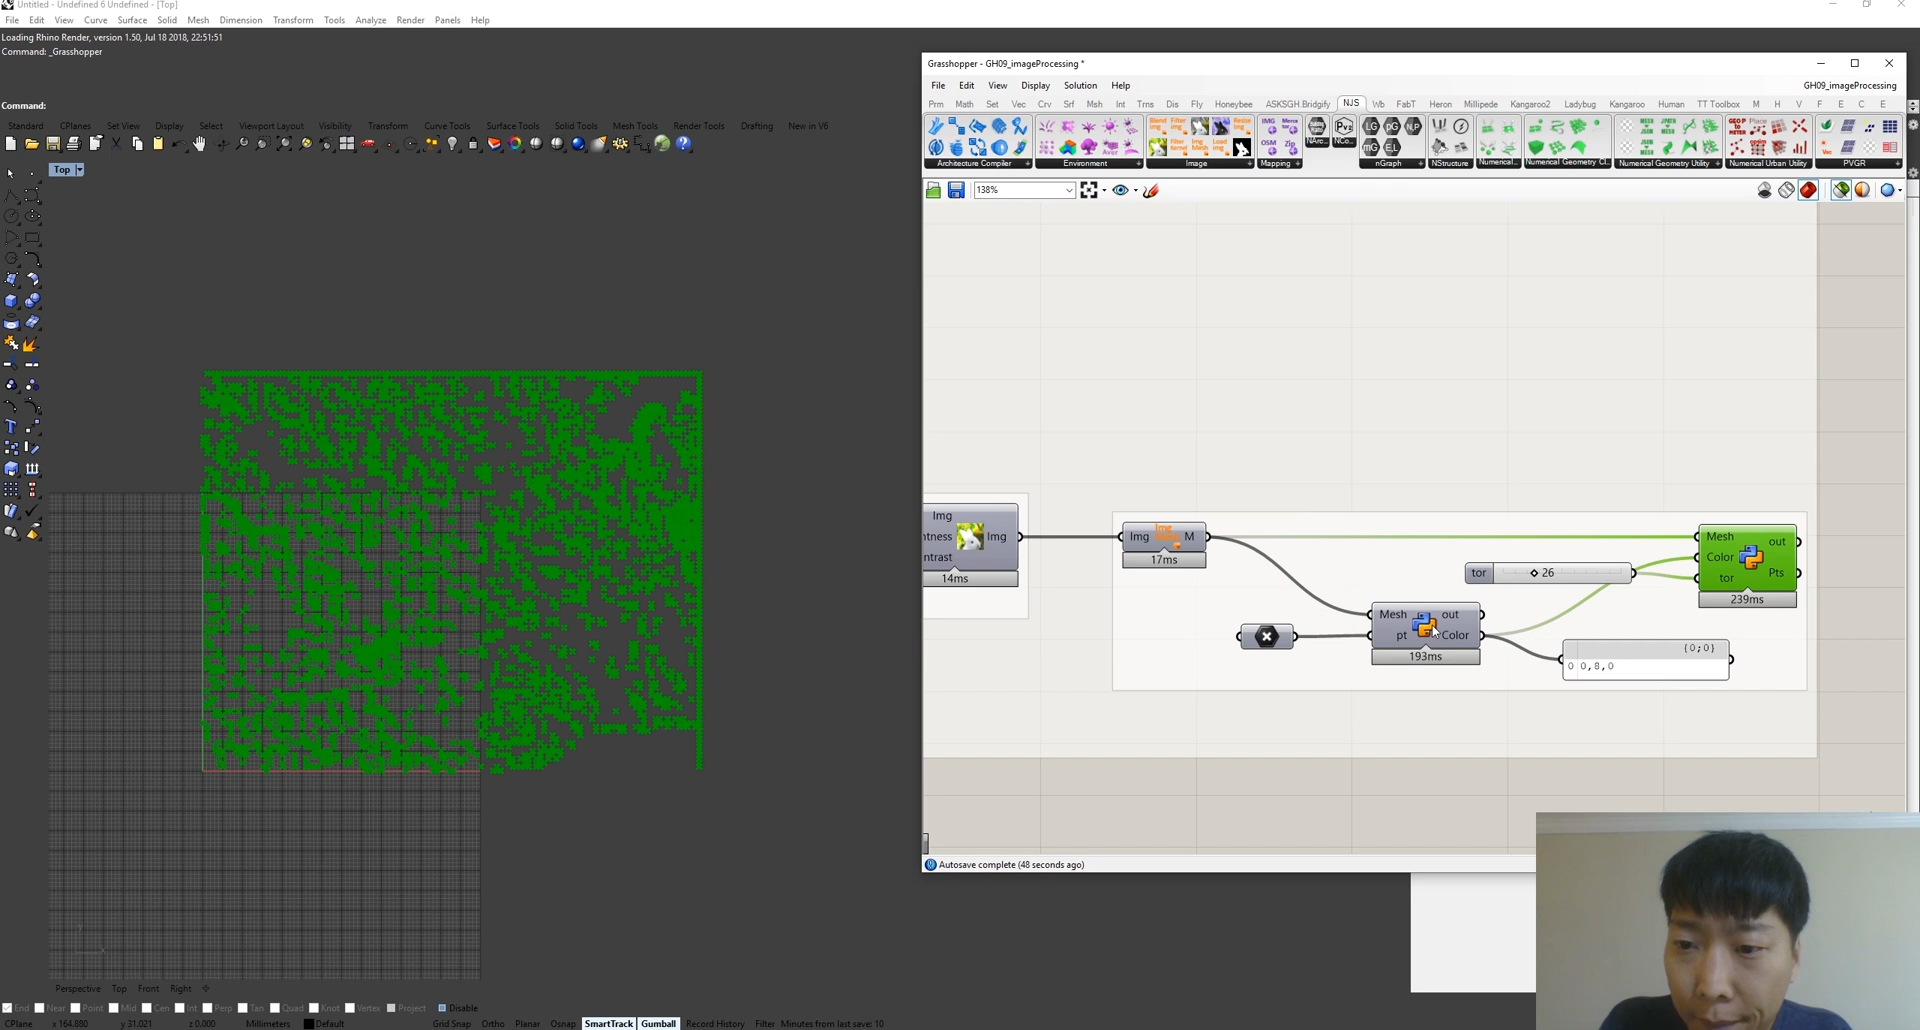 Untitled - Undefined 6 Undefined - [Top]
File Edit View Curve Surface Solid Mesh Dimension Transform Tools Analyze Render Panels Help
Loading Rhino Render, version 1.50, Jul 18 2018, 22:51:51
Command: _Grasshopper
Command:
Standard CPlanes Set View Display Select Viewport Layout Visibility Transform Curve Tools Surface Tools Solid Tools Mesh Tools Render Tools Drafting New in V6
Top
Grasshopper - GH09_imageProcessing *
File Edit View Display Solution Help GH09_imageProcessing
Prm Math Set Vec Crv Srf Msh Int Trns Dis Fly Honeybee ASKSGH.Bridgify NJS Wb FabT Heron Millipede Kangaroo2 Ladybug Kangaroo Human TT Toolbox M H V F E C E
Architecture Compiler Environment Image Mapping NArc... NCo... nGraph NStructure Numerical... Numerical Geometry Cl... Numerical Geometry Utility Numerical Urban Utility PVGR
138%
Img
ntness Img
ntrast
14ms
Img M
17ms
tor 26
Mesh out
Color
tor Pts
239ms
Mesh out
pt Color
193ms
{0;0}
0 0,8,0
Autosave complete (48 seconds ago)
Perspective Top Front Right
End Near Point Mid Cen Int Perp Tan Quad Knot Vertex Project Disable
CPlane x 164.880 y 31.021 z 0.000 Millimeters Default Grid Snap Ortho Planar Osnap SmartTrack Gumball Record History Filter Minutes from last save: 10